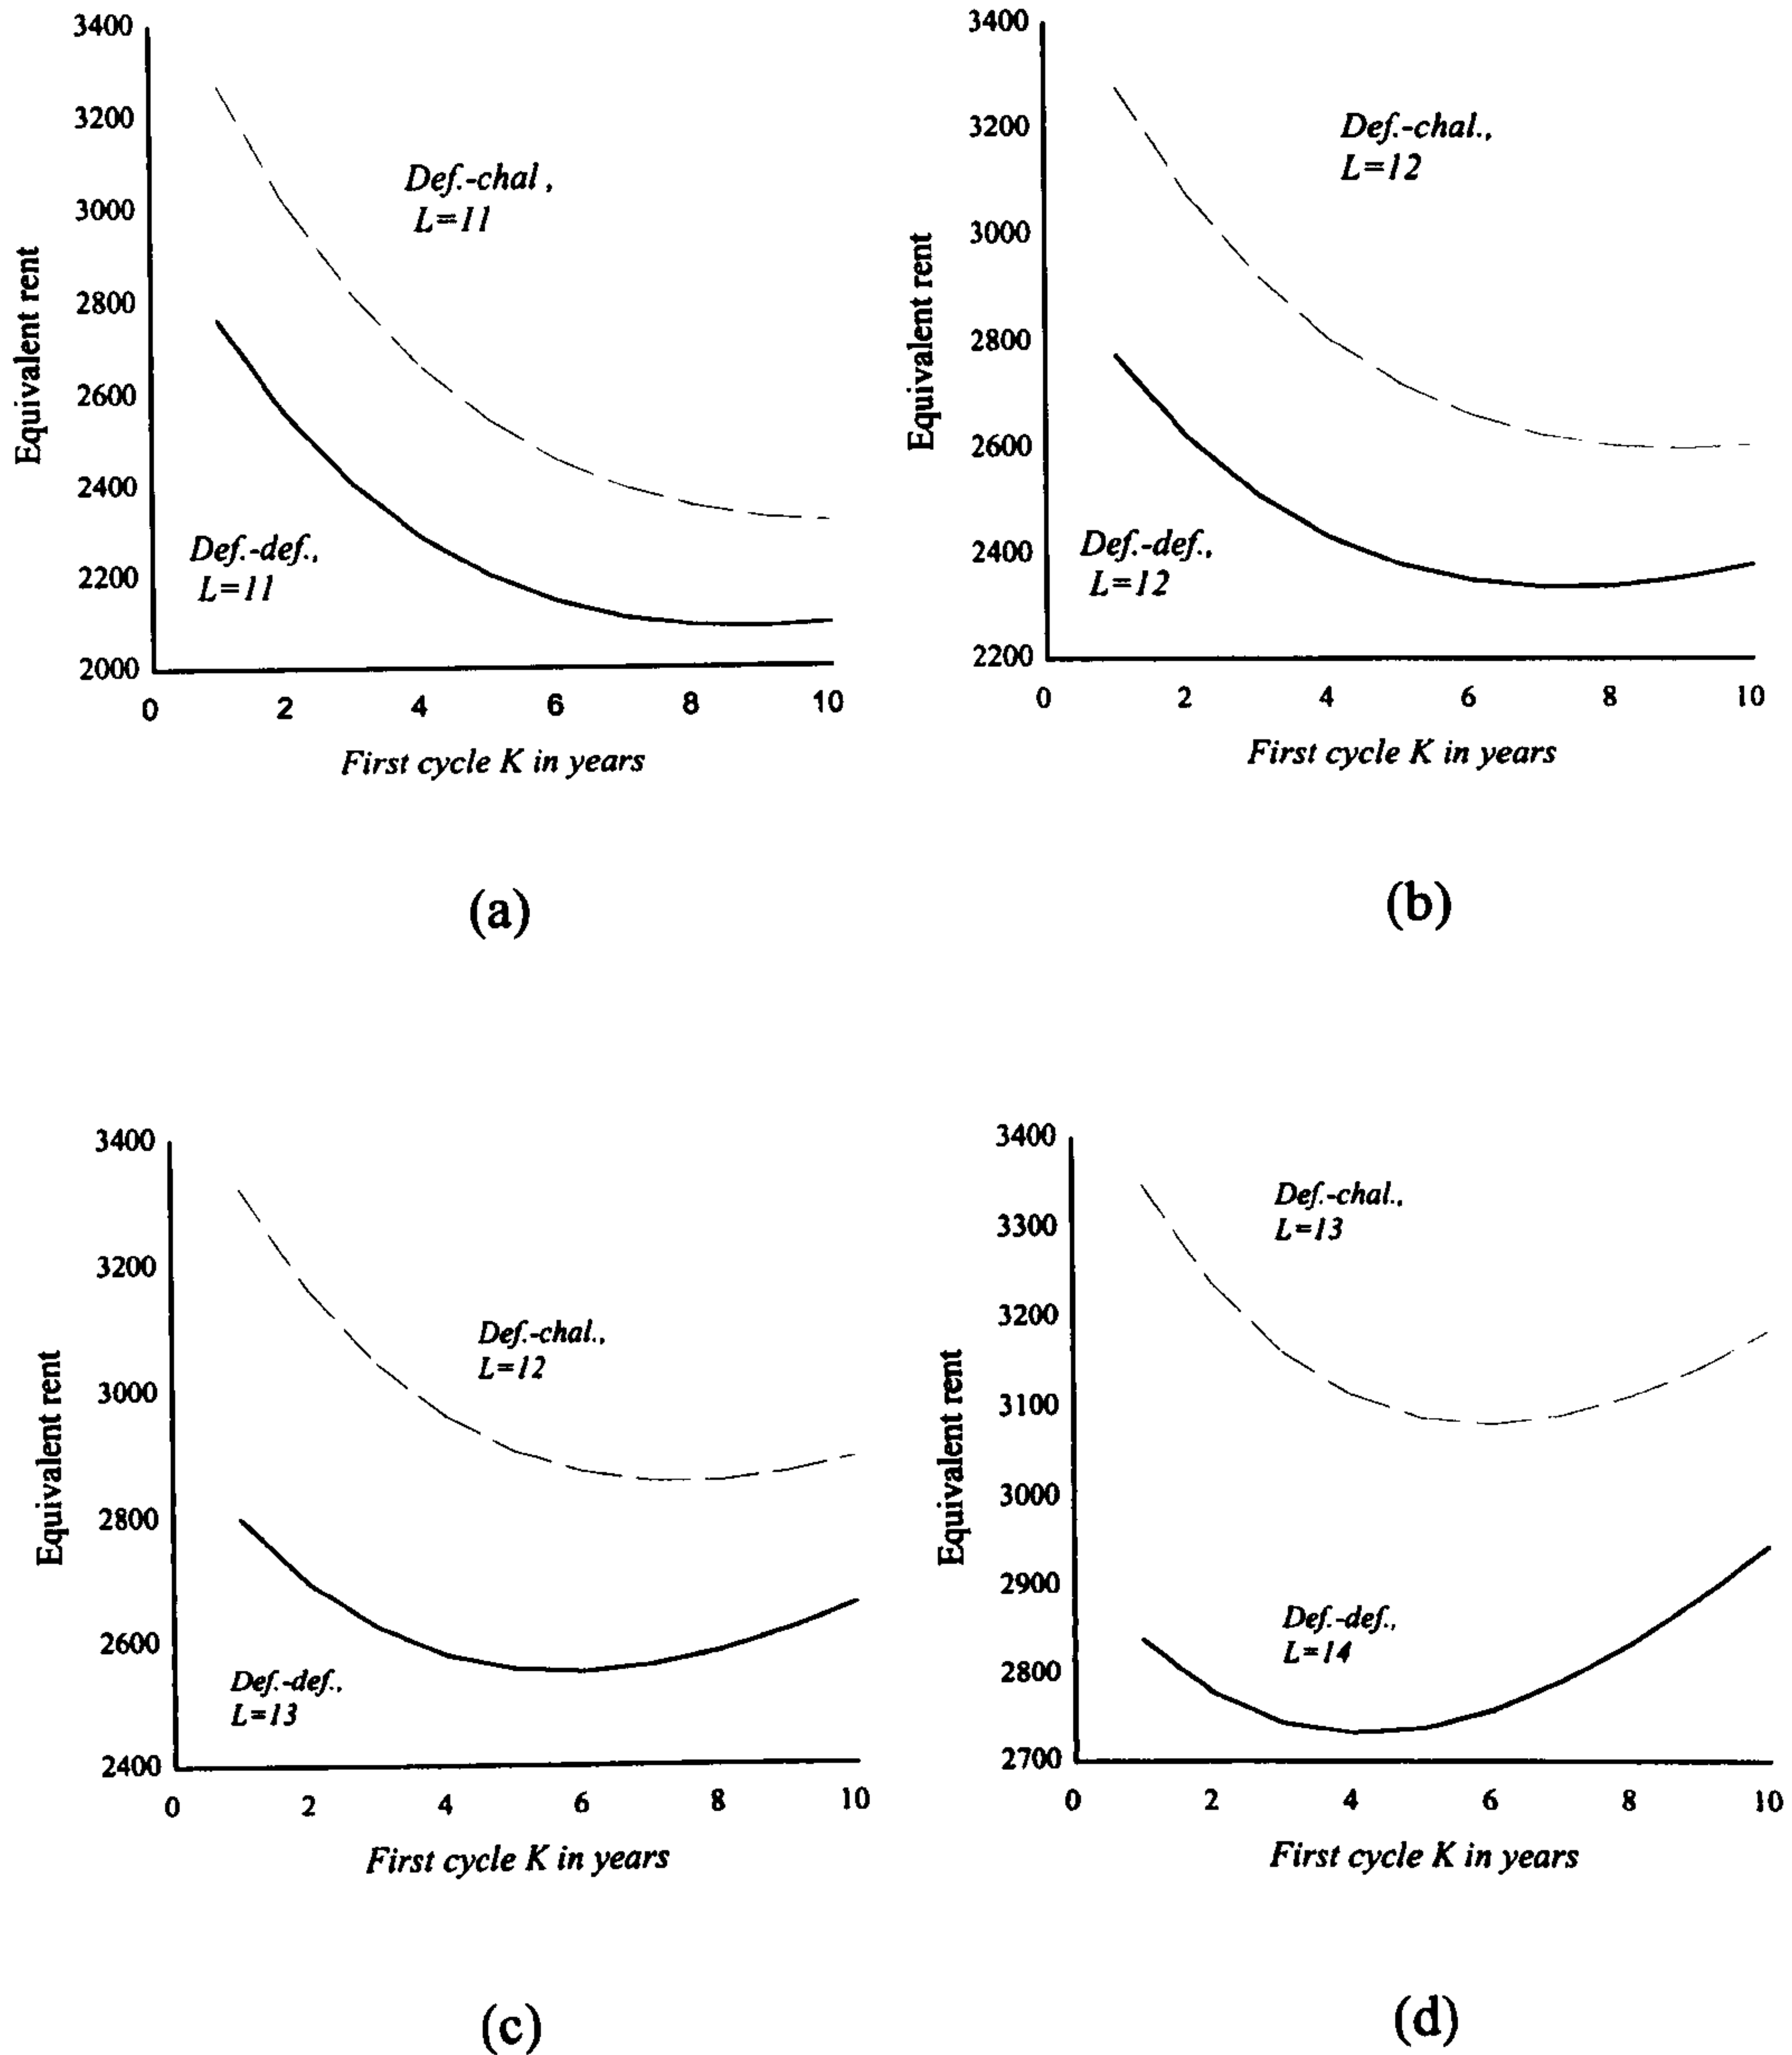 3400
3200
3000
2800
2600
2400
2200
2000
Equivalent rent
Def.-chal ,
L=11
Def.-def.,
L=11
0 2 4 6 8 10
First cycle K in years
(a)
3400
3200
3000
2800
2600
2400
2200
Equivalent rent
Def.-chal.,
L=12
Def.-def.,
L=12
0 2 4 6 8 10
First cycle K in years
(b)
3400
3200
3000
2800
2600
2400
Equivalent rent
Def.-chal.,
L=12
Def.-def.,
L=13
0 2 4 6 8 10
First cycle K in years
(c)
3400
3300
3200
3100
3000
2900
2800
2700
Equivalent rent
Def.-chal.,
L=13
Def.-def.,
L=14
0 2 4 6 8 10
First cycle K in years
(d)